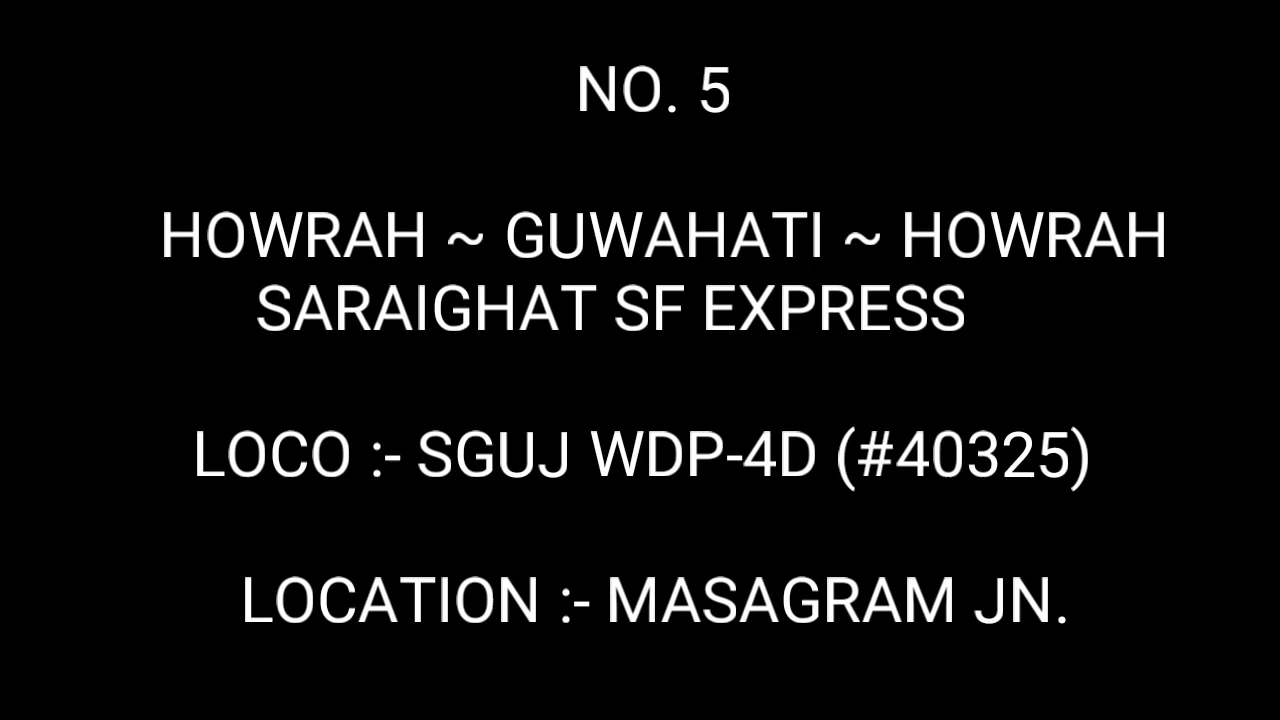 NO. 5
HOWRAH ~ GUWAHATI ~ HOWRAH
SARAIGHAT SF EXPRESS
LOCO :- SGUJ WDP-4D (#40325)
LOCATION :- MASAGRAM JN.